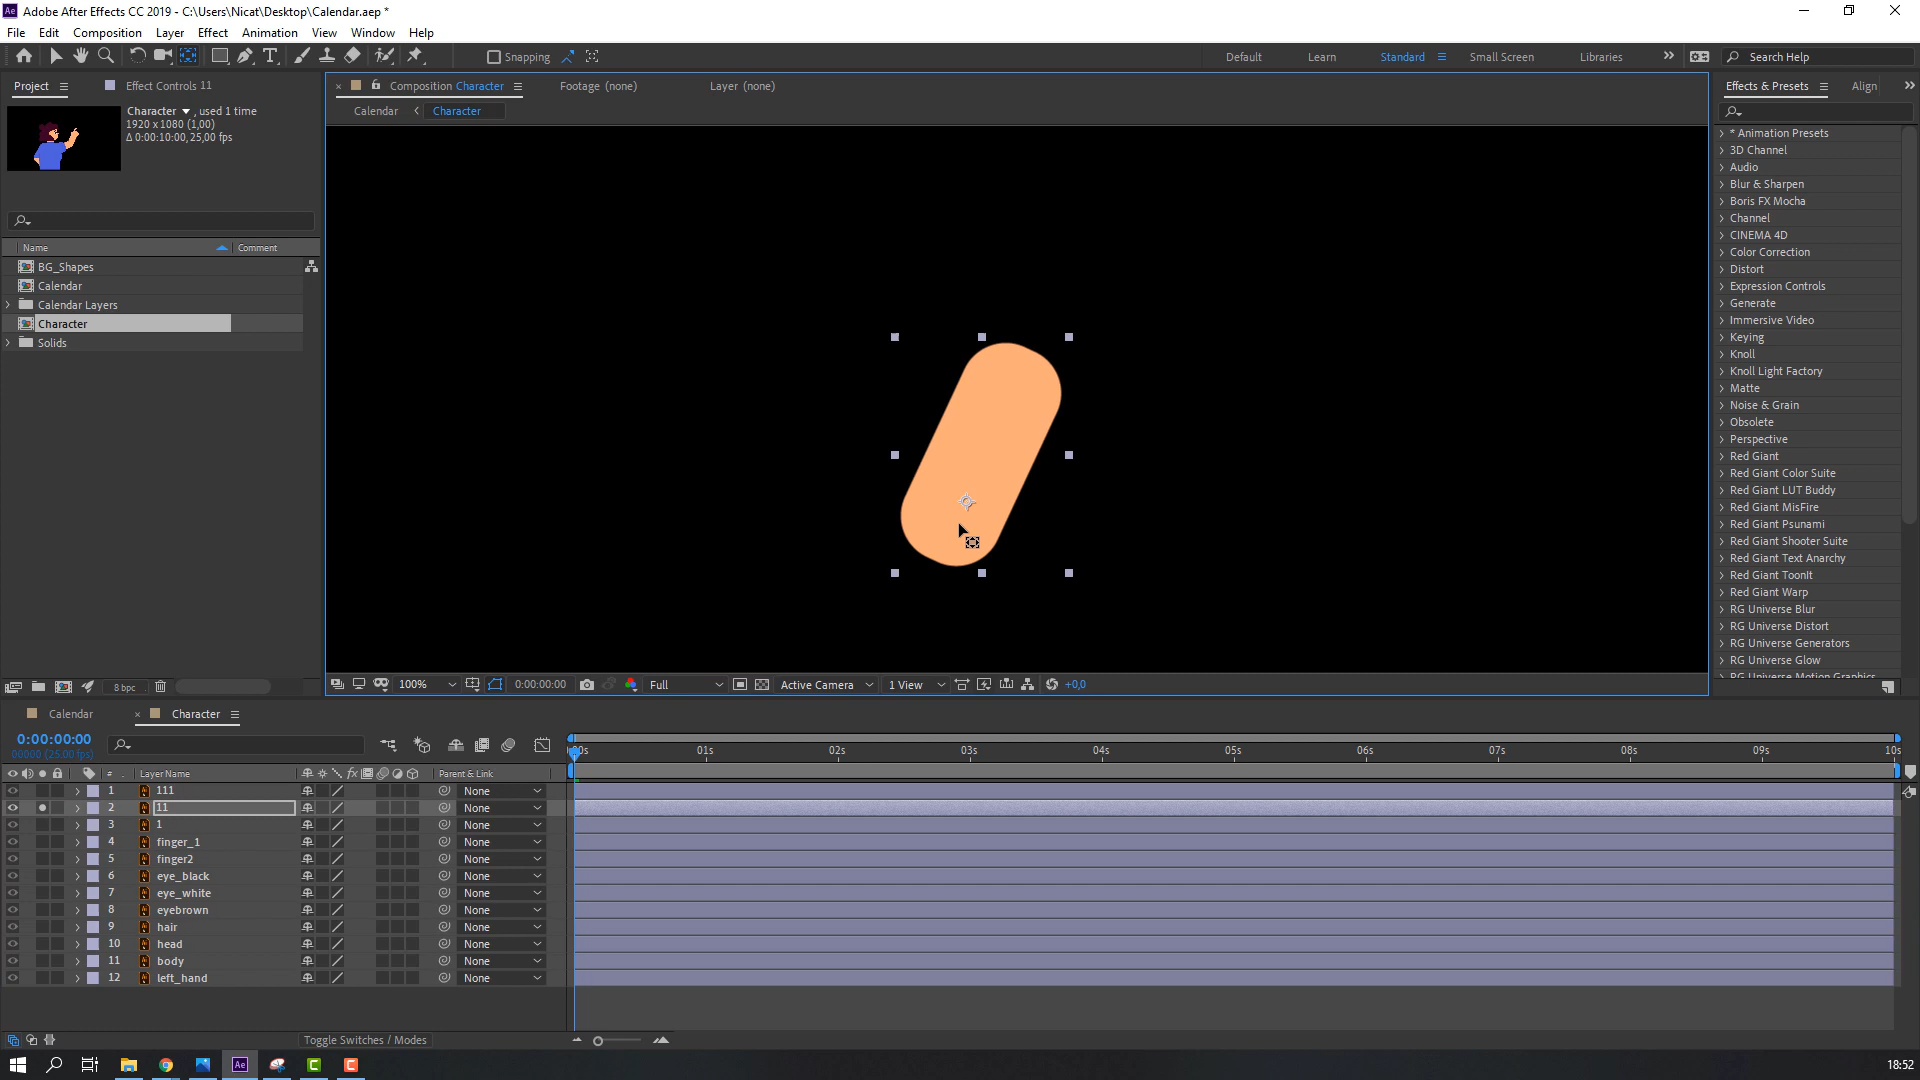 Adobe After Effects CC 2019 - C:\Users\Nicat\Desktop\Calendar.aep *
File Edit Composition Layer Effect Animation View Window Help
Snapping Default Learn Standard Small Screen Libraries Search Help
Project Effect Controls 11 Composition Character Footage (none) Layer (none) Effects & Presets Align
Character , used 1 time
1920 x 1080 (1,00)
Δ 0:00:10:00, 25,00 fps
Calendar Character
Name Comment
BG_Shapes
Calendar
Calendar Layers
Character
Solids
* Animation Presets
3D Channel
Audio
Blur & Sharpen
Boris FX Mocha
Channel
CINEMA 4D
Color Correction
Distort
Expression Controls
Generate
Immersive Video
Keying
Knoll
Knoll Light Factory
Matte
Noise & Grain
Obsolete
Perspective
Red Giant
Red Giant Color Suite
Red Giant LUT Buddy
Red Giant MisFire
Red Giant Psunami
Red Giant Shooter Suite
Red Giant Text Anarchy
Red Giant ToonIt
Red Giant Warp
RG Universe Blur
RG Universe Distort
RG Universe Generators
RG Universe Glow
RG Universe Motion Graphics
8 bpc 100% 0:00:00:00 Full Active Camera 1 View +0,0
Calendar Character
0:00:00:00
00000 (25.00 fps)
:00s 01s 02s 03s 04s 05s 06s 07s 08s 09s 10s
# Layer Name Parent & Link
1 111 None
2 11 None
3 1 None
4 finger_1 None
5 finger2 None
6 eye_black None
7 eye_white None
8 eyebrown None
9 hair None
10 head None
11 body None
12 left_hand None
Toggle Switches / Modes
18:52